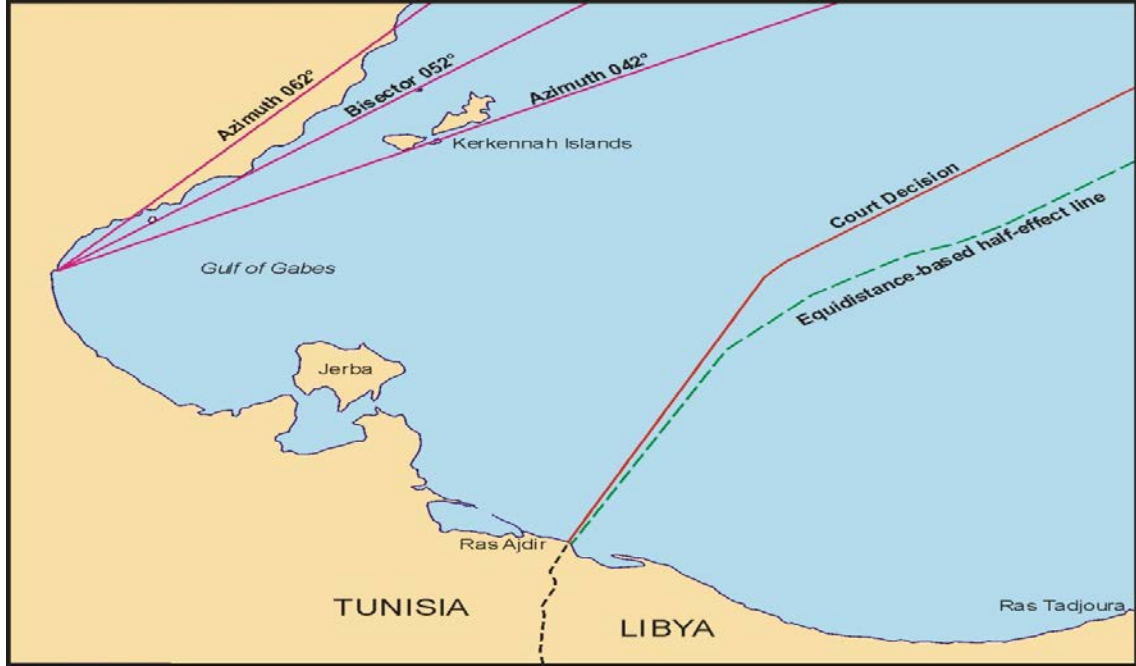 Azimuth 062°
Bisector 052°
Azimuth 042°
Kerkennah Islands
Court Decision
Equidistance-based half-effect line
Gulf of Gabes
Jerba
Ras Ajdir
Ras Tadjoura
TUNISIA
LIBYA